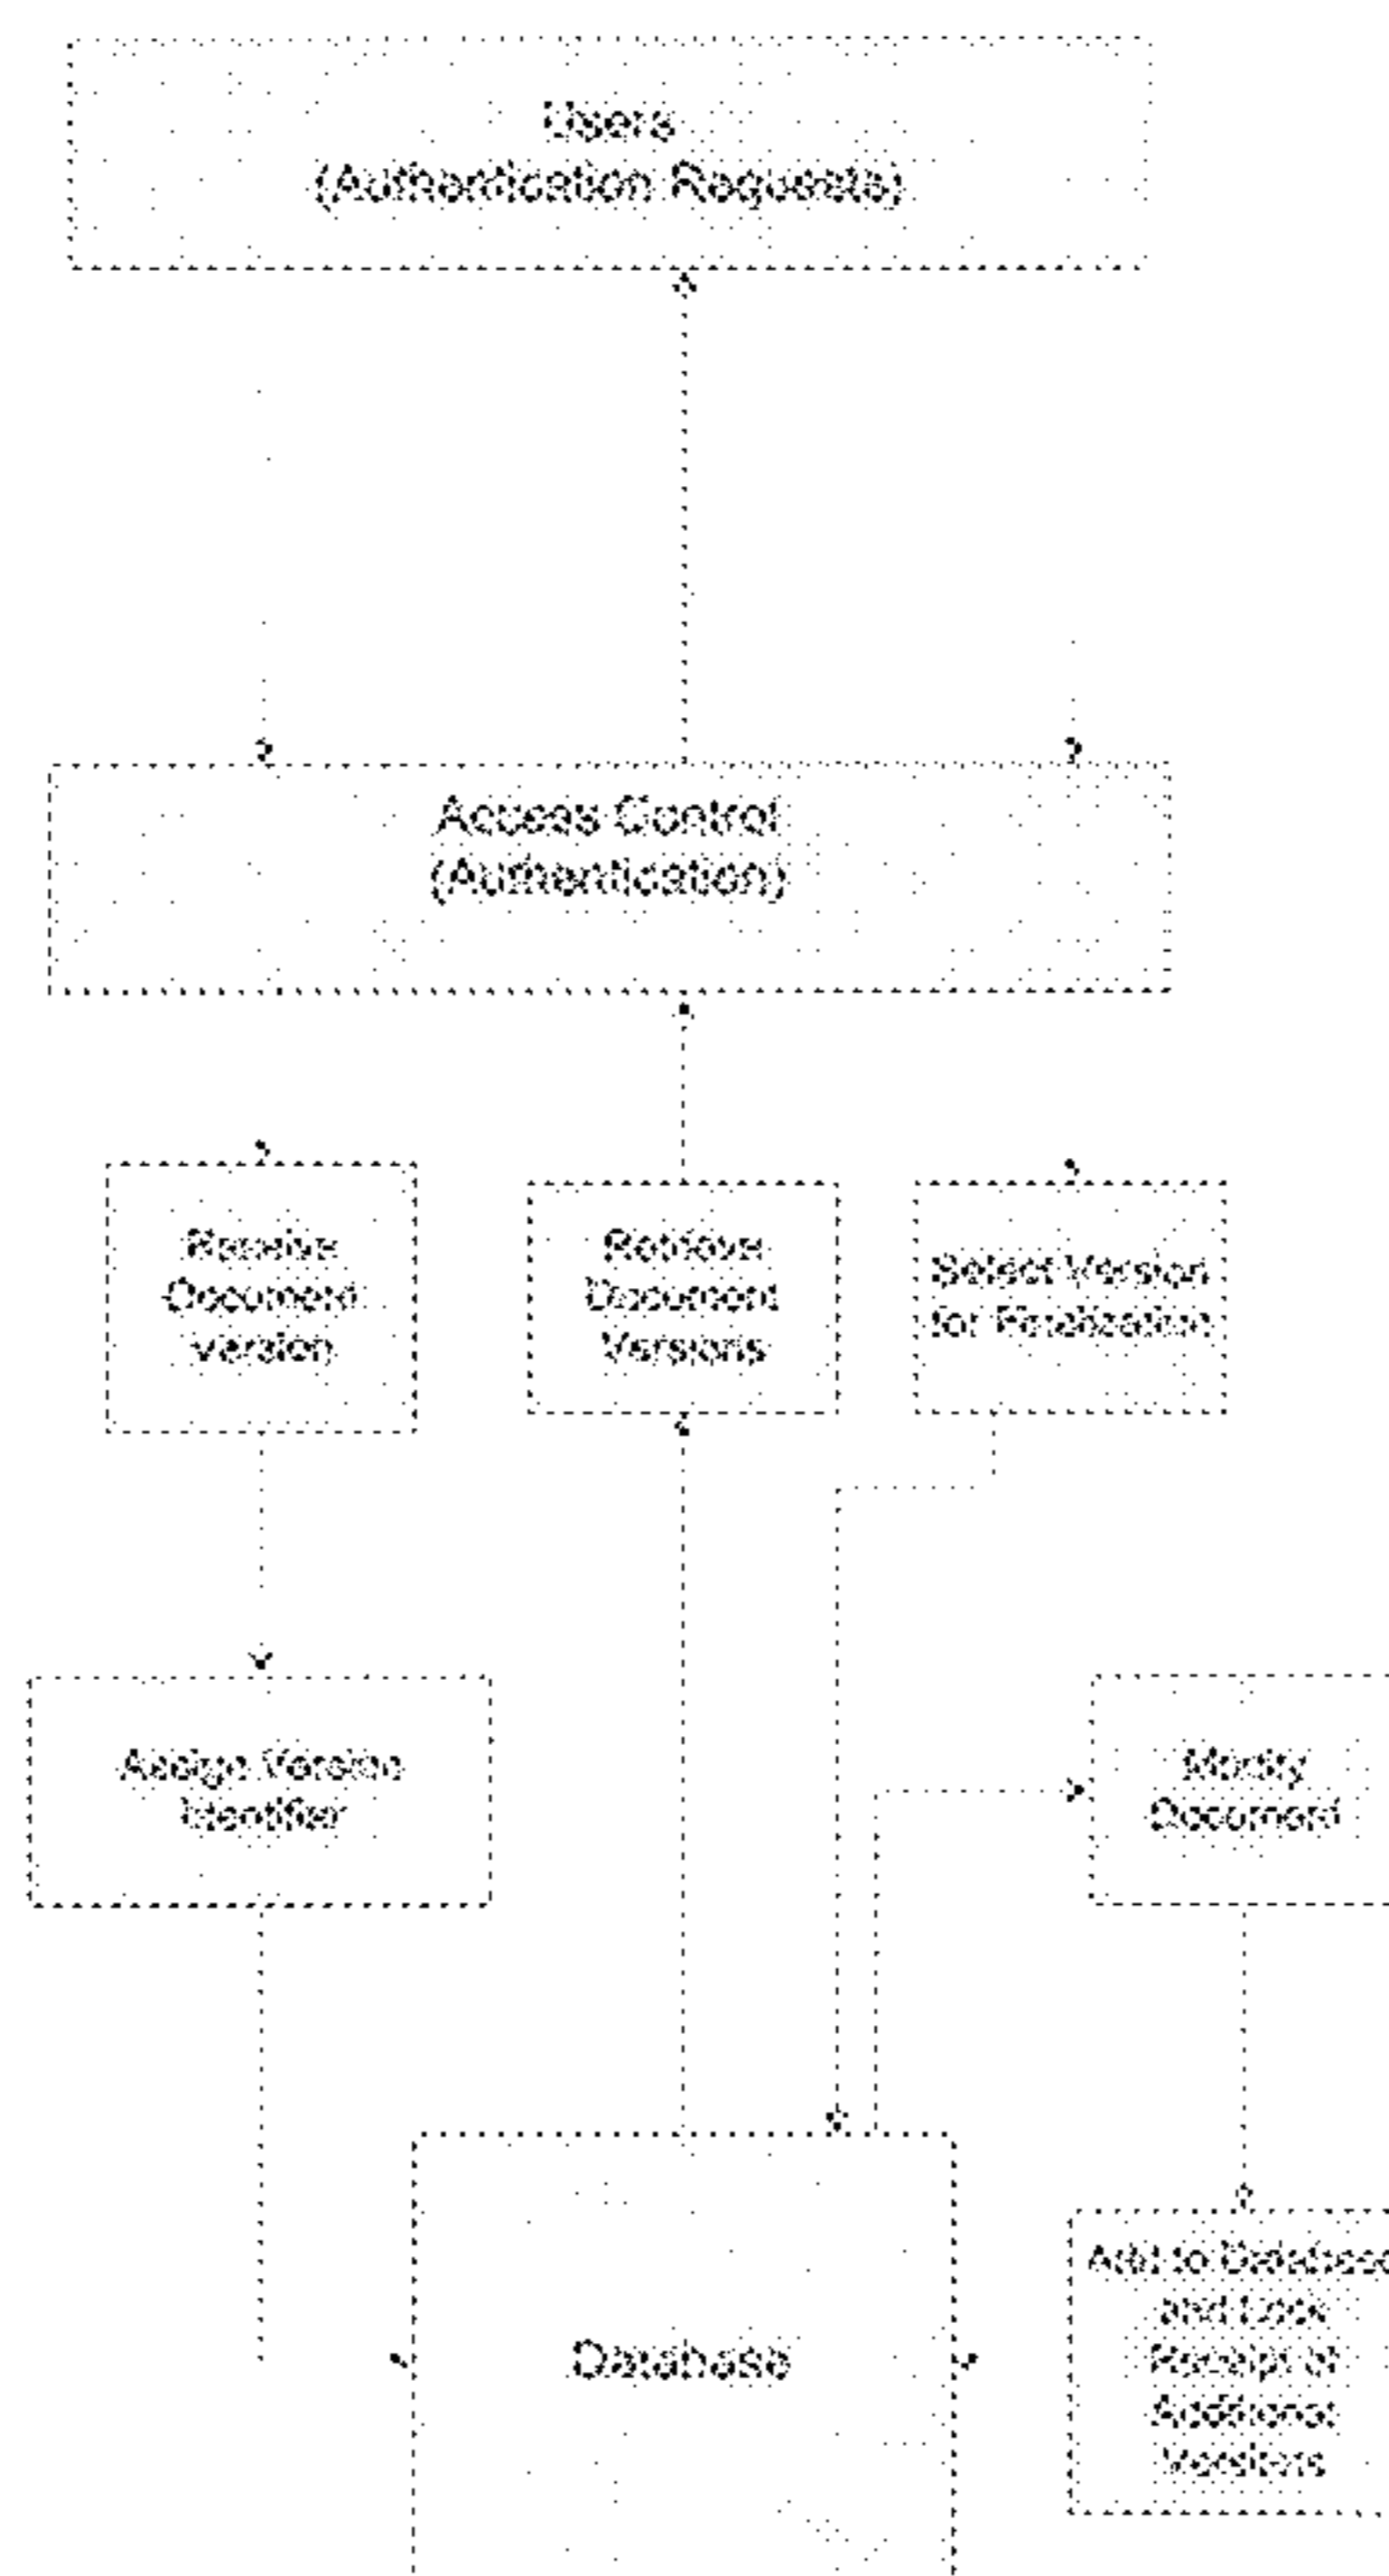 Users
(Authentication Requests)
Access Control
(Authentication)
Receive
Document
version
Retrieve
Document
Versions
Select Version
for Finalization
Assign Version
Identifier
Modify
Document
Database
Add to Database
and Lock
Receipt of
Additional
Versions